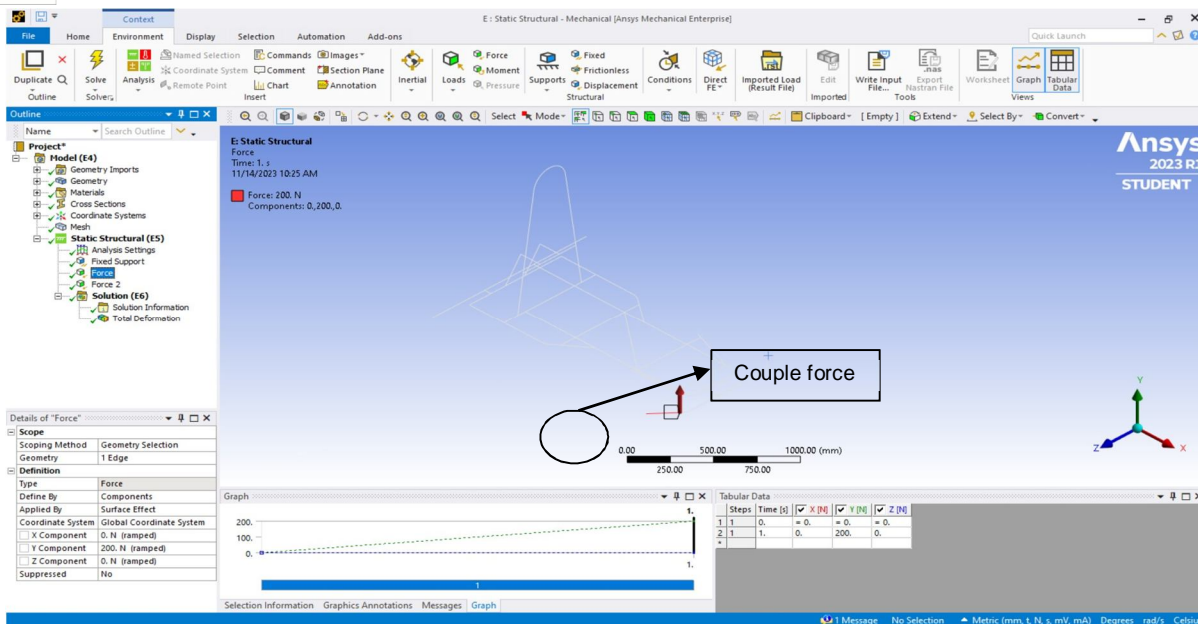 Context
E : Static Structural - Mechanical [Ansys Mechanical Enterprise]
File Home Environment Display Selection Automation Add-ons
Quick Launch
Duplicate
Outline
Solve
Solvers
Analysis
Named Selection
Coordinate System
Remote Point
Commands
Comment
Chart
Images
Section Plane
Annotation
Insert
Inertial
Loads
Force
Moment
Pressure
Supports
Fixed
Frictionless
Displacement
Structural
Conditions
Direct
FE
Imported Load
(Result File)
Edit
Imported
Write Input
File...
.nas
Export
Nastran File
Tools
Worksheet
Graph
Tabular
Data
Views
Outline
Select Mode Clipboard [ Empty ] Extend Select By Convert
Name Search Outline
Project*
Model (E4)
Geometry Imports
Geometry
Materials
Cross Sections
Coordinate Systems
Mesh
Static Structural (E5)
Analysis Settings
Fixed Support
Force
Force 2
Solution (E6)
Solution Information
Total Deformation
E: Static Structural
Force
Time: 1. s
11/14/2023 10:25 AM
Force: 200. N
Components: 0.,200.,0.
Ansys
2023 R
STUDENT
Couple force
0.00 500.00 1000.00 (mm)
250.00 750.00
Y
Z X
Details of "Force"
Scope
Scoping Method Geometry Selection
Geometry 1 Edge
Definition
Type Force
Define By Components
Applied By Surface Effect
Coordinate System Global Coordinate System
X Component 0. N (ramped)
Y Component 200. N (ramped)
Z Component 0. N (ramped)
Suppressed No
Graph
1.
200.
100.
0.
1.
1
Selection Information Graphics Annotations Messages Graph
Tabular Data
Steps Time [s] X [N] Y [N] Z [N]
1 1 0. = 0. = 0. = 0.
2 1 1. 0. 200. 0.
*
1 Message No Selection Metric (mm, t, N, s, mV, mA) Degrees rad/s Celsiu